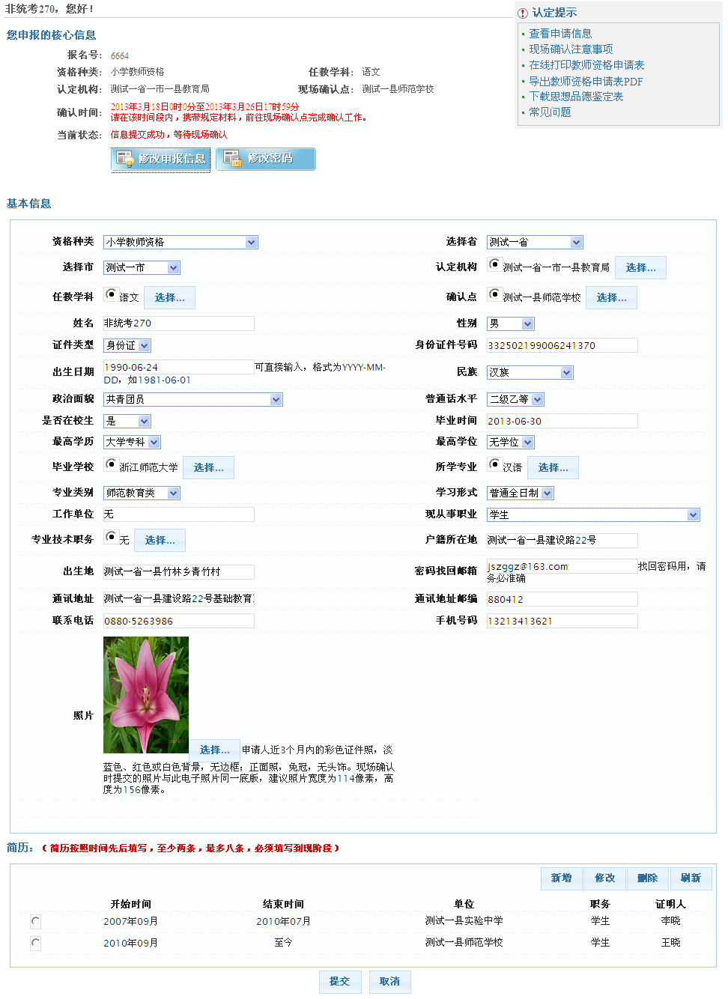 非统考270，您好！
认定提示
查看申请信息
现场确认注意事项
在线打印教师资格申请表
导出教师资格申请表PDF
下载思想品德鉴定表
常见问题
您申报的核心信息
报名号： 6664
资格种类： 小学教师资格 任教学科： 语文
认定机构： 测试一省一市一县教育局 现场确认点： 测试一县师范学校
确认时间： 2013年3月18日0时0分至2013年3月26日17时59分
请在该时间段内，携带规定材料，前往现场确认点完成确认工作。
当前状态： 信息提交成功，等待现场确认
修改申报信息 修改密码
基本信息
资格种类 小学教师资格 选择省 测试一省
选择市 测试一市 认定机构 测试一省一市一县教育局 选择...
任教学科 语文 选择... 确认点 测试一县师范学校 选择...
姓名 非统考270 性别 男
证件类型 身份证 身份证件号码 332502199006241370
出生日期 1990-06-24 可直接输入，格式为YYYY-MM-
DD，如1981-06-01 民族 汉族
政治面貌 共青团员 普通话水平 二级乙等
是否在校生 是 毕业时间 2013-06-30
最高学历 大学专科 最高学位 无学位
毕业学校 浙江师范大学 选择... 所学专业 汉语 选择...
专业类别 师范教育类 学习形式 普通全日制
工作单位 无 现从事职业 学生
专业技术职务 无 选择... 户籍所在地 测试一省一县建设路22号
出生地 测试一省一县竹林乡青竹村 密码找回邮箱 jszggz@163.com 找回密码用，请
务必准确
通讯地址 测试一省一县建设路22号基础教育 通讯地址邮编 880412
联系电话 0880-5263986 手机号码 13213413621
照片 选择... 申请人近3个月内的彩色证件照，淡
蓝色、红色或白色背景，无边框；正面照，免冠，无头饰。现场确认
时提交的照片与此电子照片同一底版，建议照片宽度为114像素，高
度为156像素。
简历：（简历按照时间先后填写，至少两条，最多八条，必须填写到现阶段）
新增 修改 删除 刷新
开始时间 结束时间 单位 职务 证明人
2007年09月 2010年07月 测试一县实验中学 学生 李晓
2010年09月 至今 测试一县师范学校 学生 王晓
提交 取消